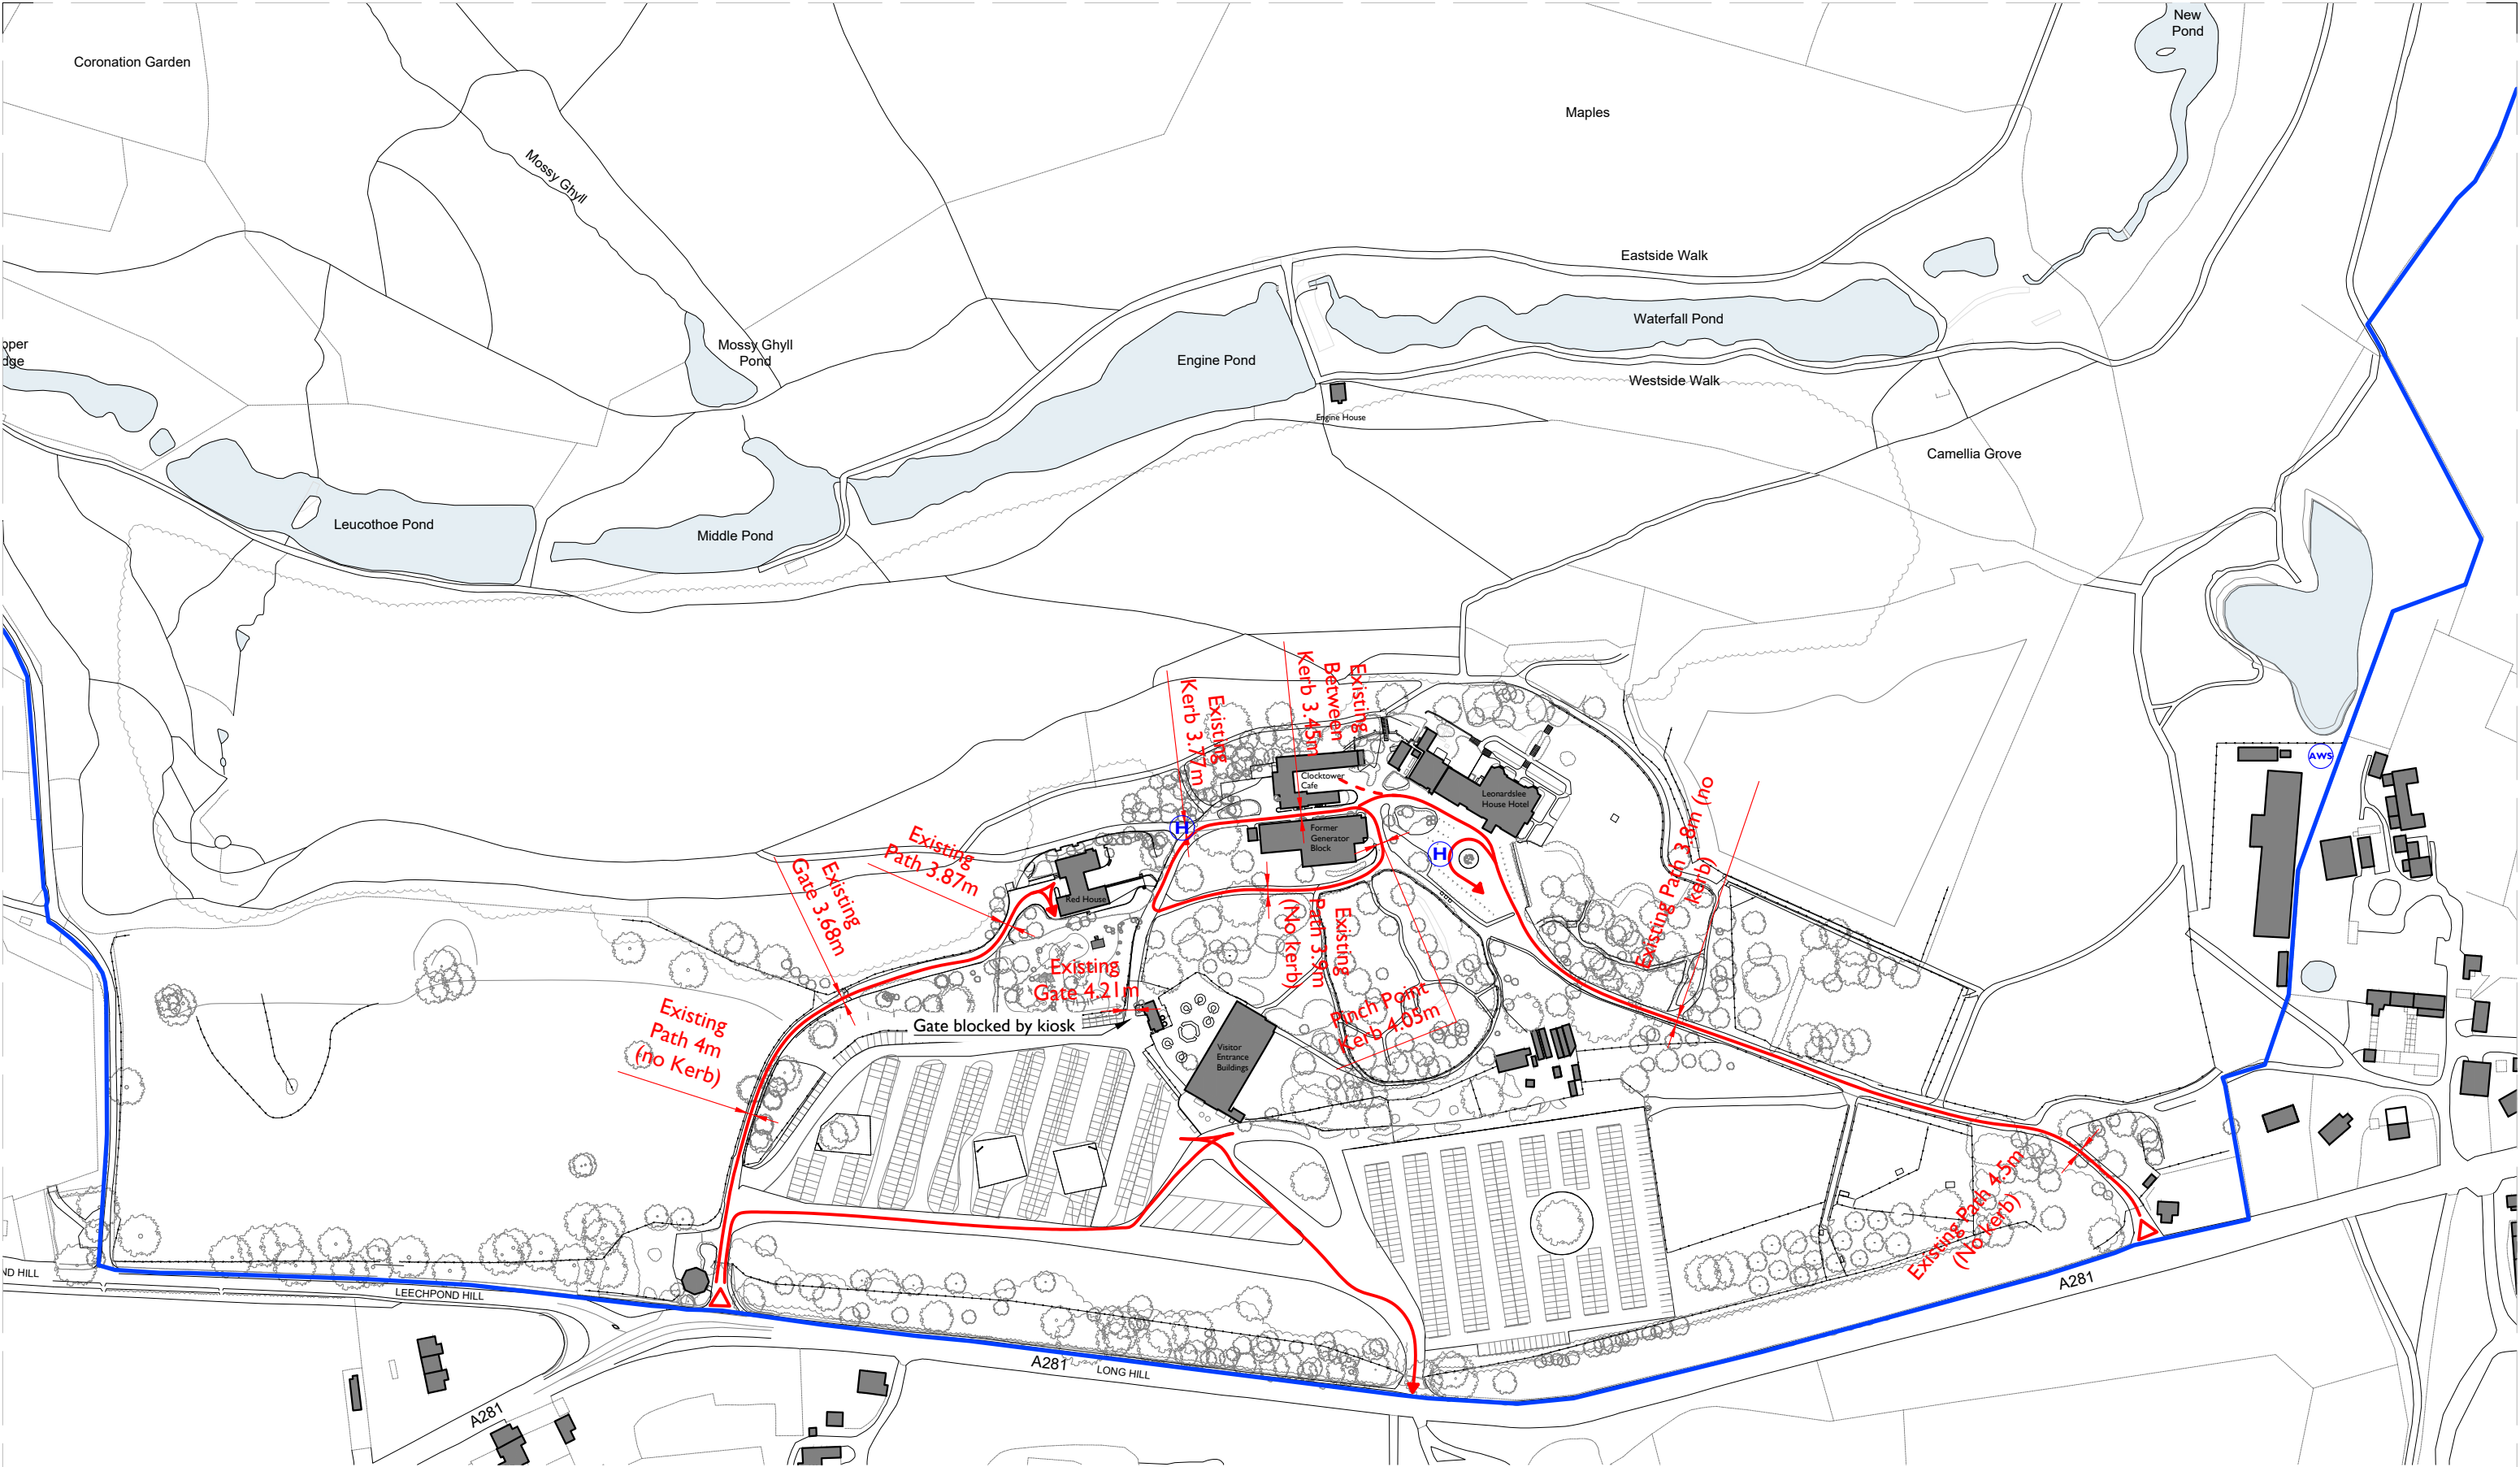 New
Pond
Coronation Garden
Maples
Mossy Ghyll
Eastside Walk
Waterfall Pond
Mossy Ghyll
Pond
Engine Pond
Westside Walk
Engine House
Camellia Grove
Leucothoe Pond
Middle Pond
Existing
Between
Kerb 3.45m
Existing
Kerb 3.77m
AWS
Clocktower
Cafe
Leonardslee
House Hotel
H
Former
Generator
Block
H
Existing Path 3.8m (no
kerb)
Existing
Path 3.87m
Existing
Gate 3.68m
Red House
Existing
Path 3.9m
(No kerb)
Existing
Gate 4.21m
Pinch Point
Kerb 4.05m
Gate blocked by kiosk
Existing
Path 4m
(no Kerb)
Visitor
Entrance
Buildings
Existing Path 4.5m
(No kerb)
ND HILL
LEECHPOND HILL
A281
A281
LONG HILL
A281